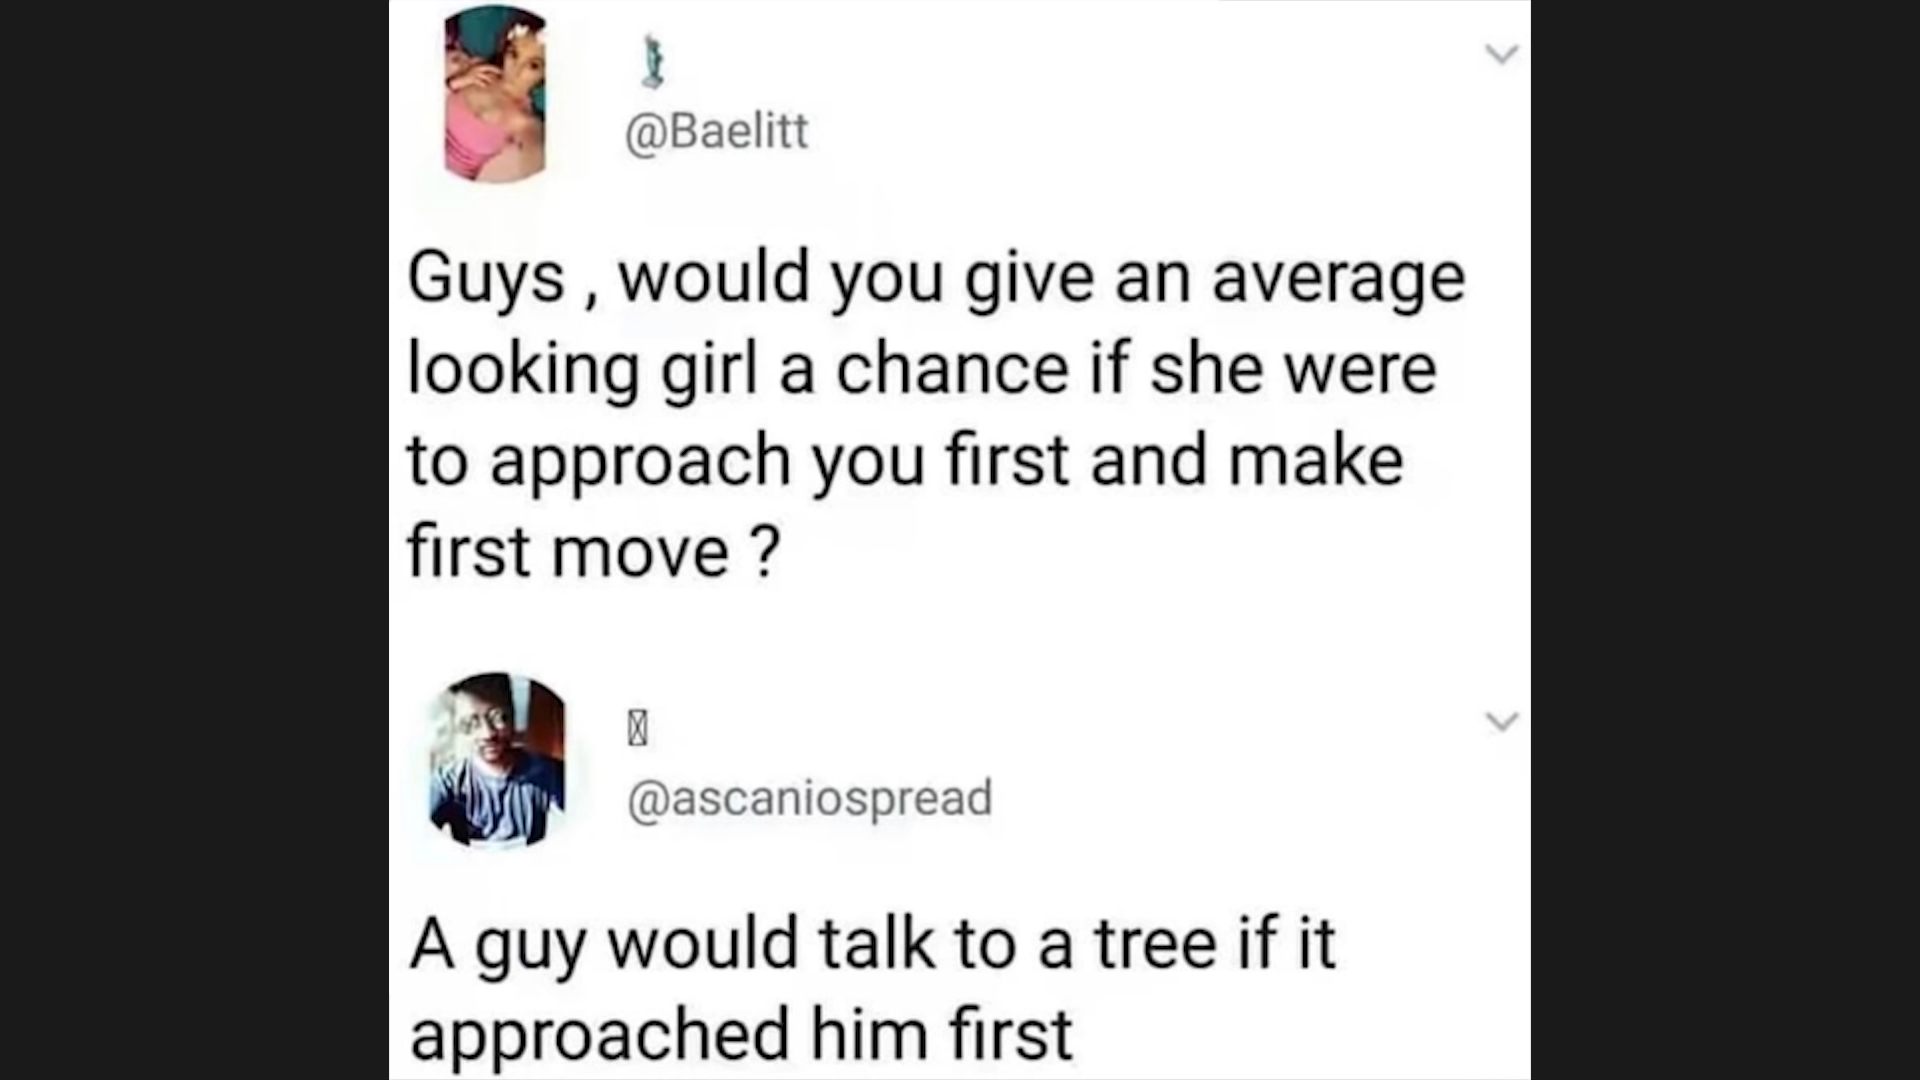 @Baelitt
Guys , would you give an average
looking girl a chance if she were
to approach you first and make
first move ?
@ascaniospread
A guy would talk to a tree if it
approached him first